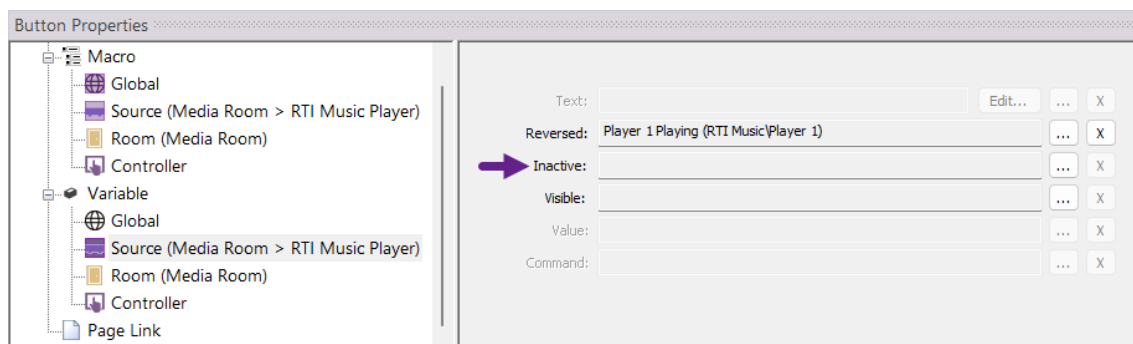 Button Properties
Macro
Global
Source (Media Room > RTI Music Player)
Room (Media Room)
Controller
Variable
Global
Source (Media Room > RTI Music Player)
Room (Media Room)
Controller
Page Link
Text: Edit... ... X
Reversed: Player 1 Playing (RTI Music\Player 1) ... X
Inactive: ... X
Visible: ... X
Value: ... X
Command: ... X